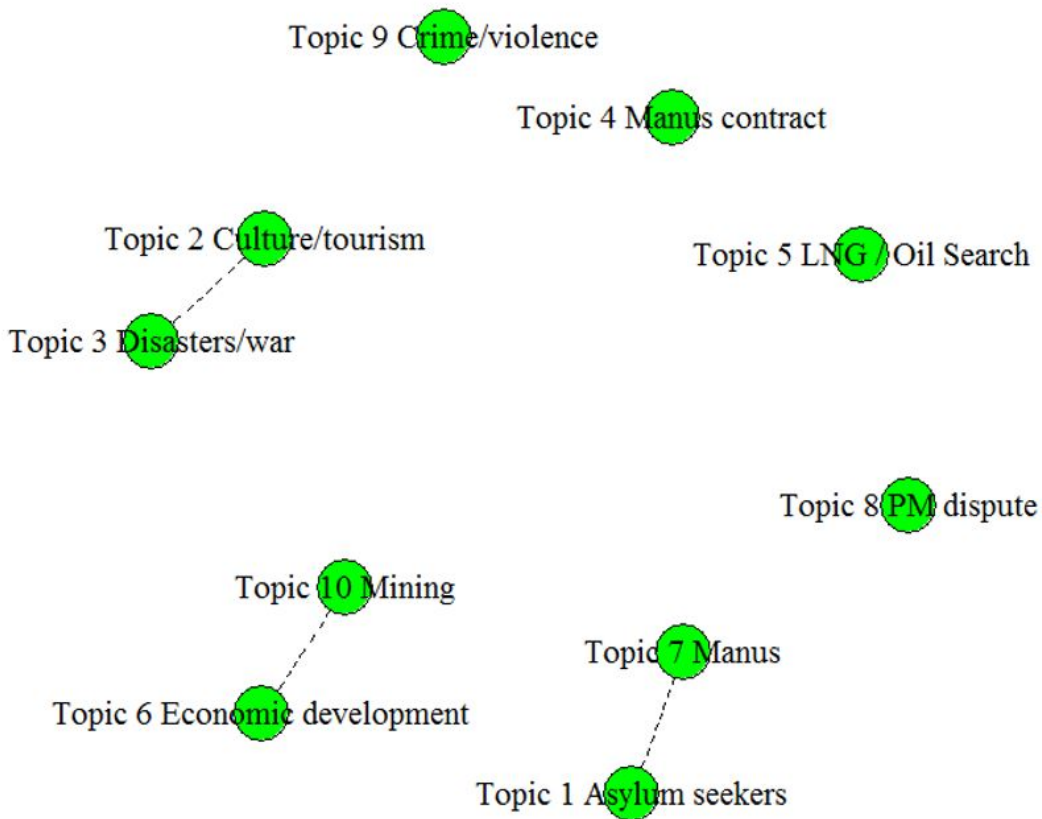 Topic 9 Crime/violence
Topic 4 Manus contract
Topic 2 Culture/tourism
Topic 5 LNG / Oil Search
Topic 3 Disasters/war
Topic 8 PM dispute
Topic 10 Mining
Topic 7 Manus
Topic 6 Economic development
Topic 1 Asylum seekers